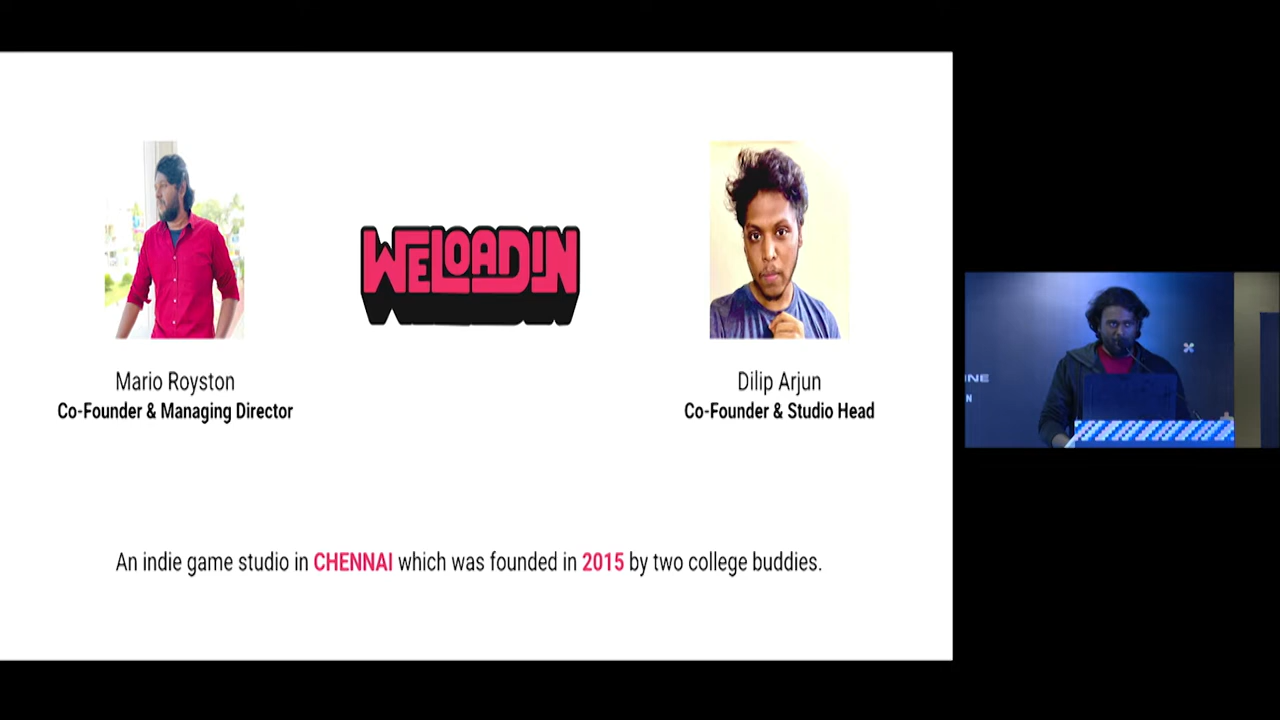 WELOADIN
Mario Royston
Co-Founder & Managing Director
Dilip Arjun
Co-Founder & Studio Head
An indie game studio in CHENNAI which was founded in 2015 by two college buddies.
INE
N